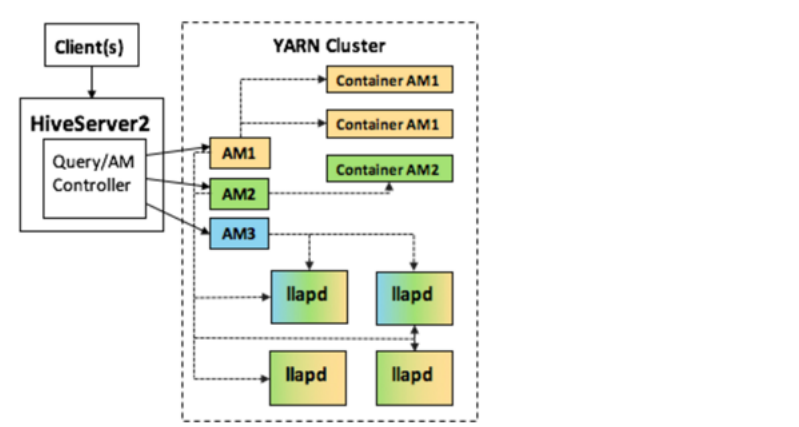 Client(s)
YARN Cluster
Container AM1
HiveServer2
Container AM1
Query/AM
Controller
AM1
Container AM2
AM2
AM3
llapd
llapd
llapd
llapd